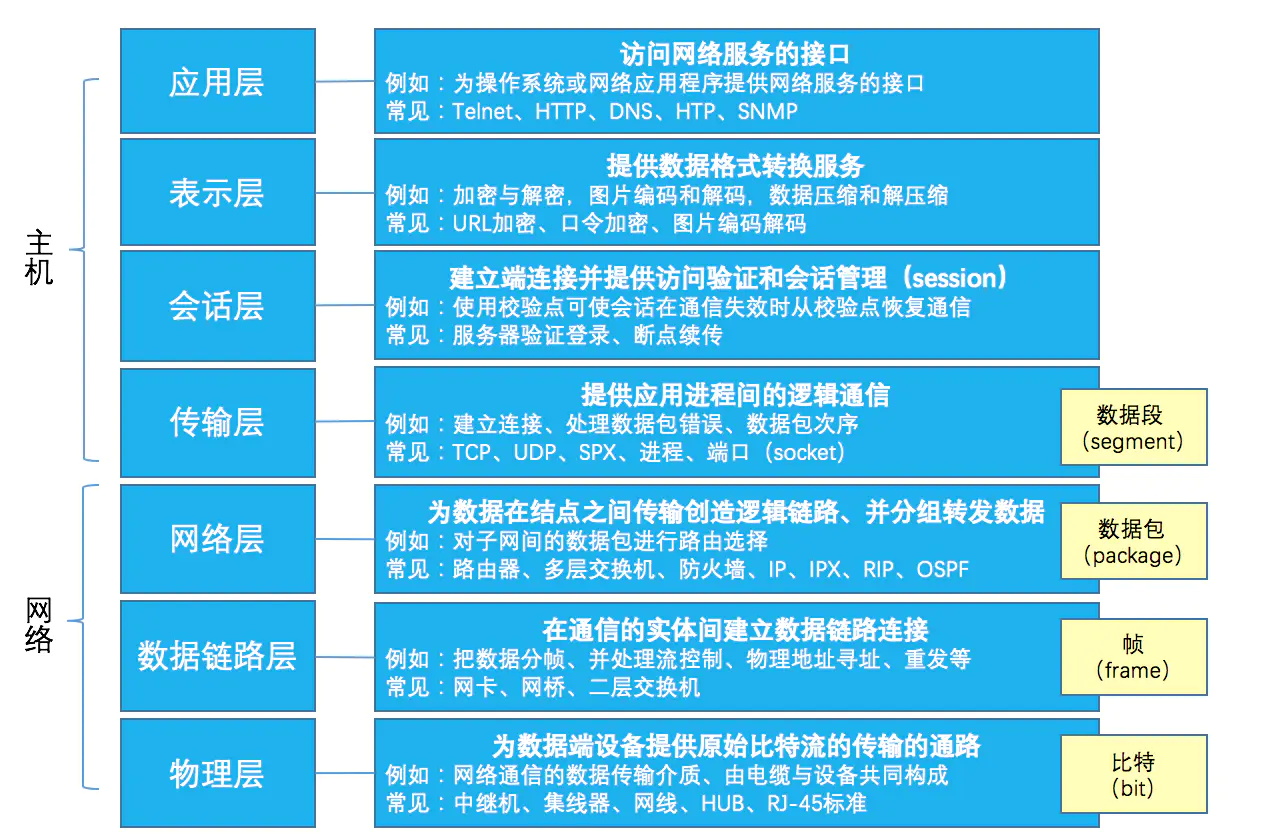 应用层
访问网络服务的接口
例如：为操作系统或网络应用程序提供网络服务的接口
常见：Telnet、HTTP、DNS、HTP、SNMP
表示层
提供数据格式转换服务
例如：加密与解密，图片编码和解码，数据压缩和解压缩
常见：URL加密、口令加密、图片编码解码
主机
会话层
建立端连接并提供访问验证和会话管理（session）
例如：使用校验点可使会话在通信失效时从校验点恢复通信
常见：服务器验证登录、断点续传
传输层
提供应用进程间的逻辑通信
例如：建立连接、处理数据包错误、数据包次序
常见：TCP、UDP、SPX、进程、端口（socket）
数据段
（segment）
网络层
为数据在结点之间传输创造逻辑链路、并分组转发数据
例如：对子网间的数据包进行路由选择
常见：路由器、多层交换机、防火墙、IP、IPX、RIP、OSPF
数据包
（package）
网络
数据链路层
在通信的实体间建立数据链路连接
例如：把数据分帧、并处理流控制、物理地址寻址、重发等
常见：网卡、网桥、二层交换机
帧
（frame）
物理层
为数据端设备提供原始比特流的传输的通路
例如：网络通信的数据传输介质、由电缆与设备共同构成
常见：中继机、集线器、网线、HUB、RJ-45标准
比特
（bit）